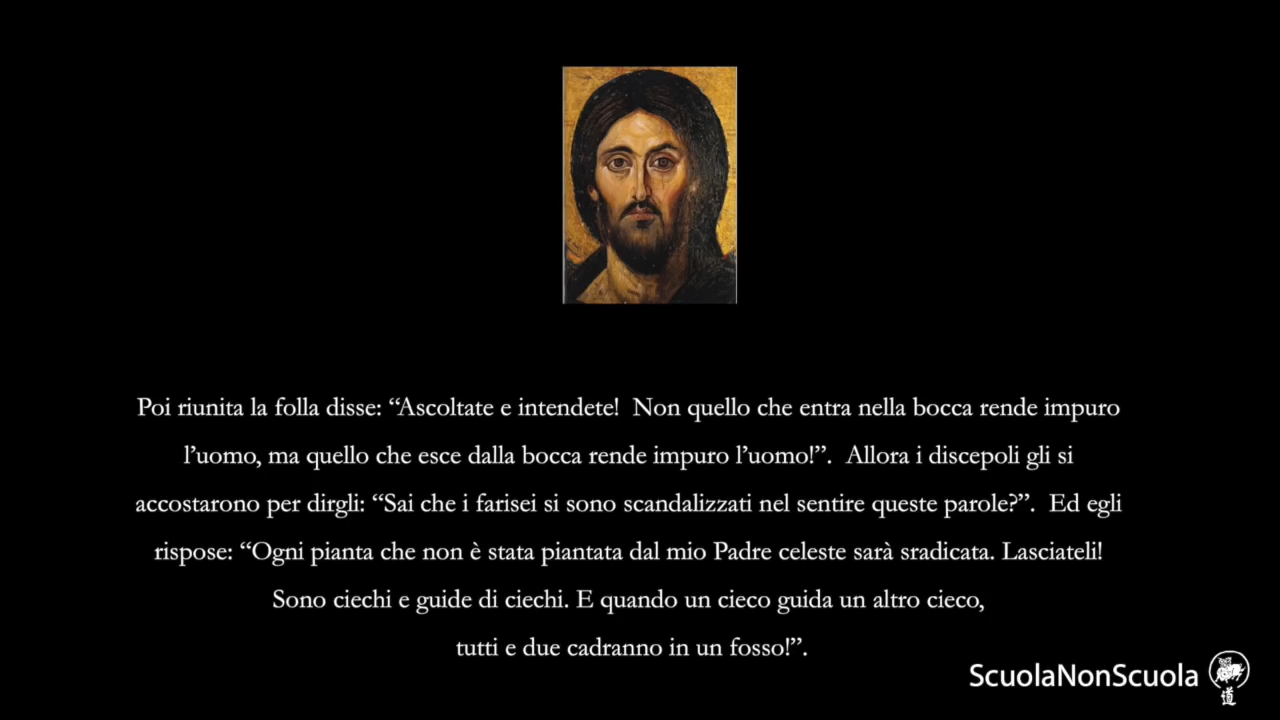 Poi riunita la folla disse: “Ascoltate e intendete!  Non quello che entra nella bocca rende impuro
l’uomo, ma quello che esce dalla bocca rende impuro l’uomo!”.  Allora i discepoli gli si
accostarono per dirgli: “Sai che i farisei si sono scandalizzati nel sentire queste parole?”.  Ed egli
rispose: “Ogni pianta che non è stata piantata dal mio Padre celeste sarà sradicata. Lasciateli!
Sono ciechi e guide di ciechi. E quando un cieco guida un altro cieco,
tutti e due cadranno in un fosso!”.
ScuolaNonScuola
道